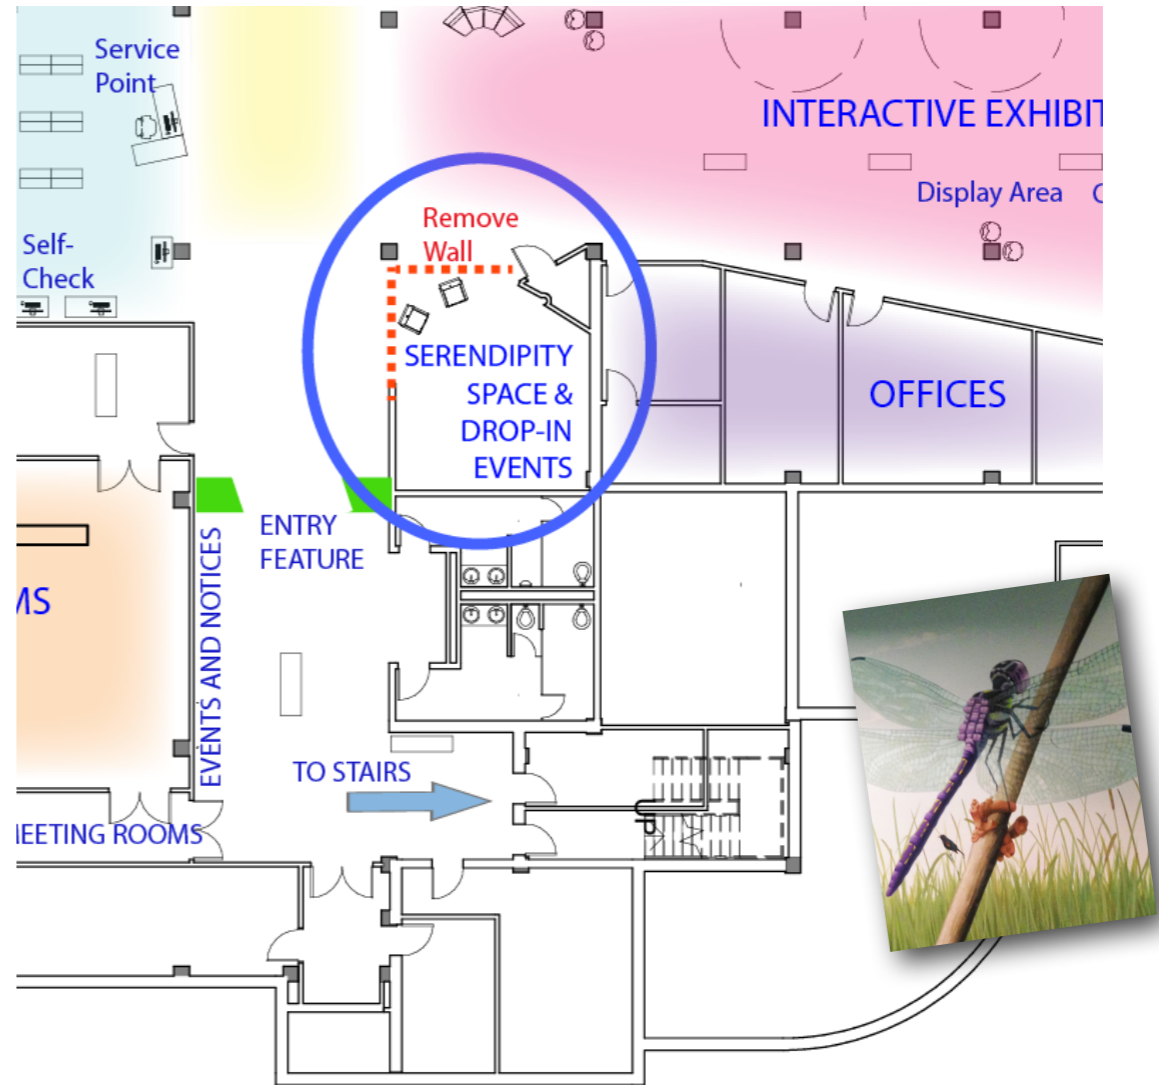 Service
Point
INTERACTIVE EXHIBIT
Display Area
Remove
Wall
Self-
Check
SERENDIPITY
SPACE &
DROP-IN
EVENTS
OFFICES
ENTRY
FEATURE
EVENTS AND NOTICES
MS
TO STAIRS
MEETING ROOMS